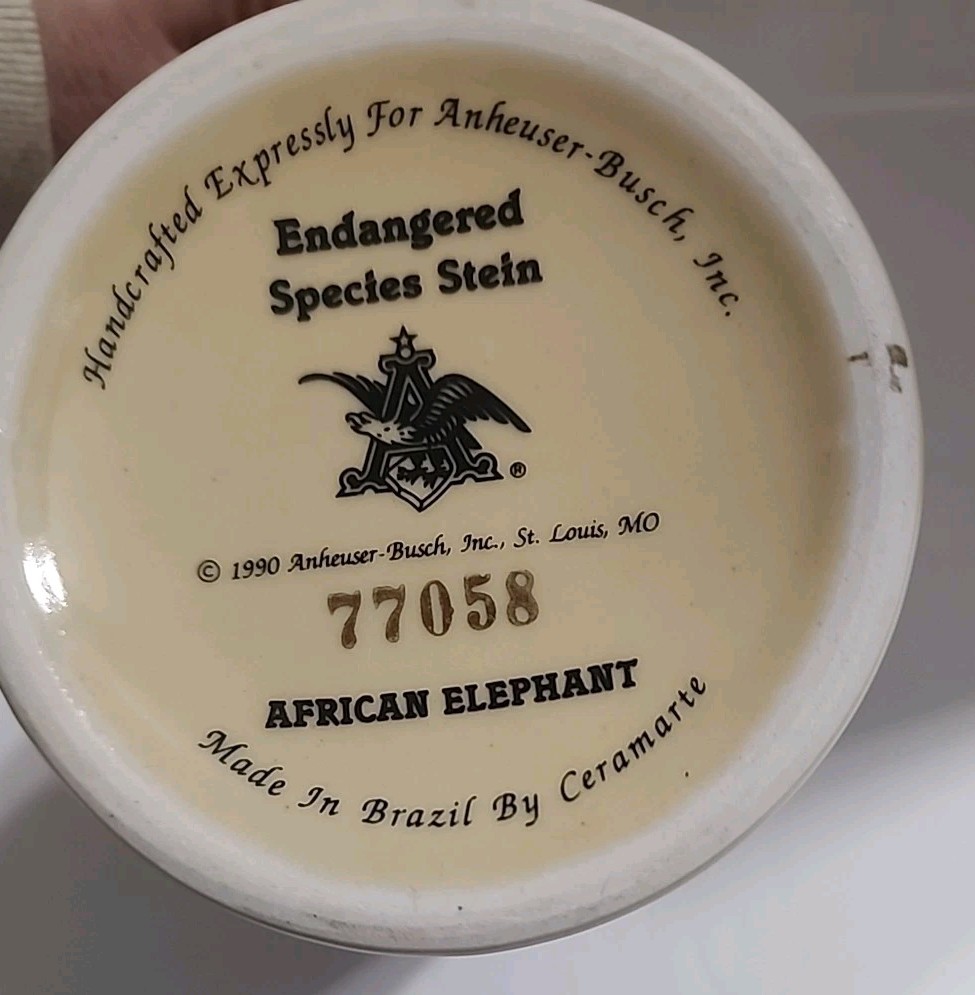 Handcrafted Expressly For Anheuser-Busch, Inc.
Endangered
Species Stein
A
®
© 1990 Anheuser-Busch, Inc., St. Louis, MO
77058
AFRICAN ELEPHANT
Made In Brazil By Ceramarte